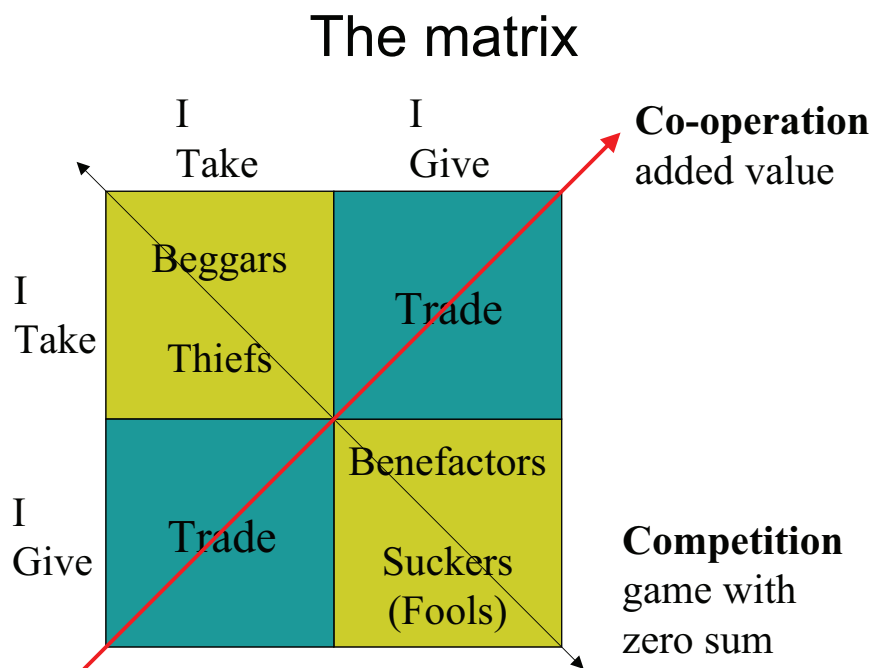 The matrix
I
Take
I
Give
Co-operation
added value
I
Take
Beggars
Thiefs
Trade
I
Give
Trade
Benefactors
Suckers
(Fools)
Competition
game with
zero sum